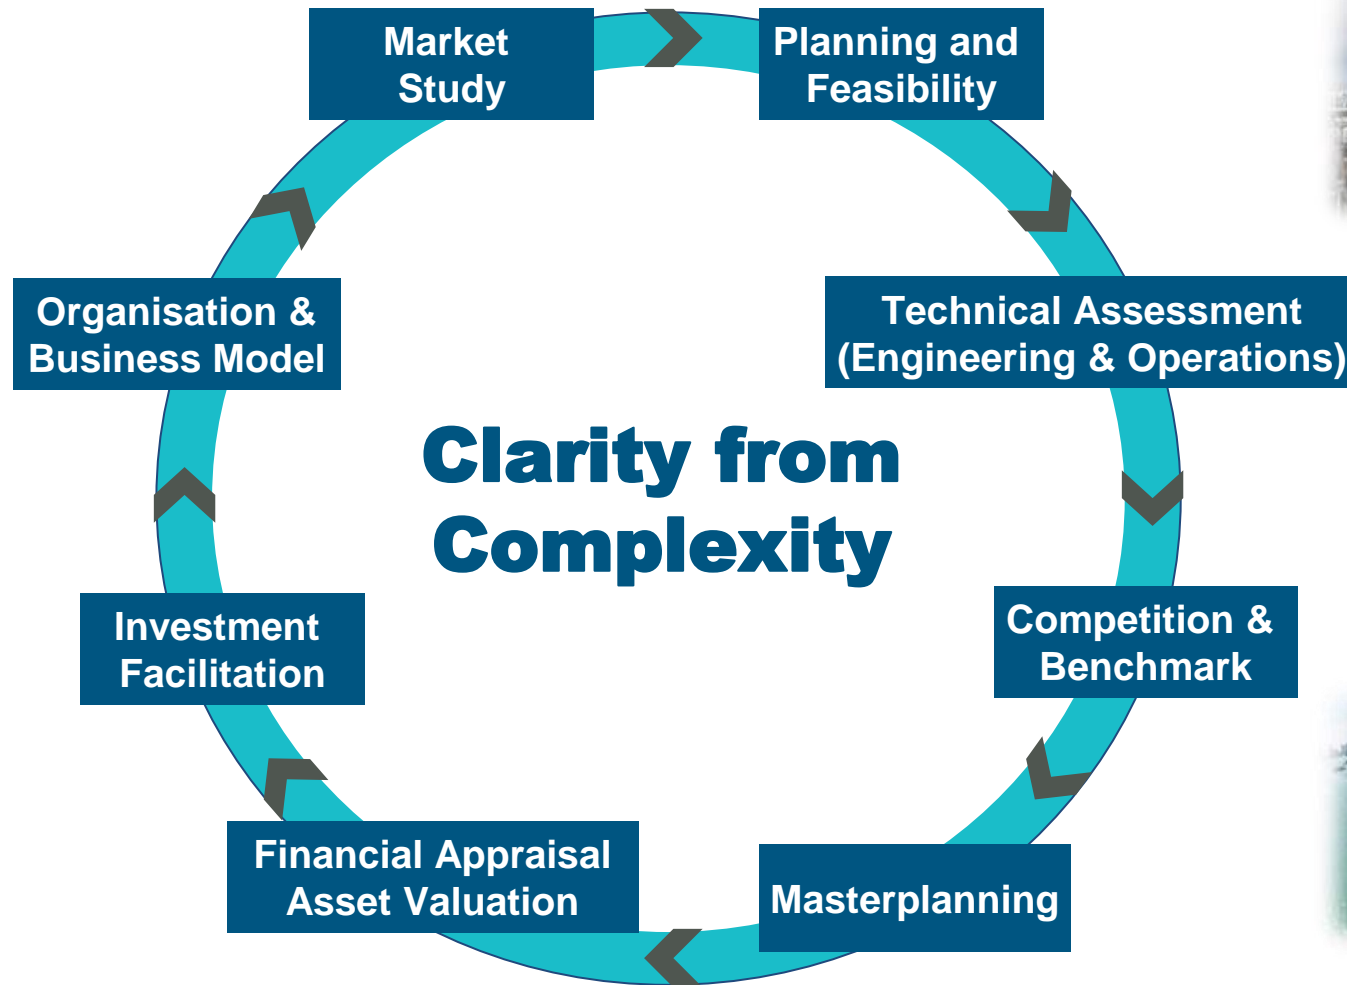 Market
Study
Planning and
Feasibility
Technical Assessment
(Engineering & Operations)
Competition &
Benchmark
Masterplanning
Financial Appraisal
Asset Valuation
Investment
Facilitation
Organisation &
Business Model
Clarity from
Complexity